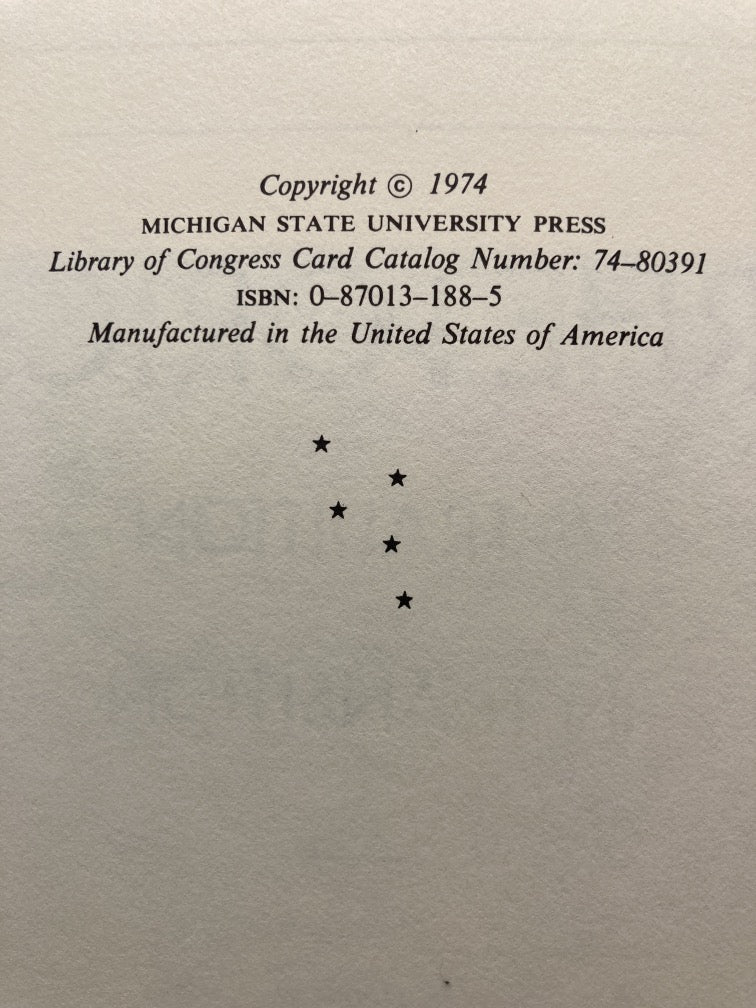 Copyright © 1974
MICHIGAN STATE UNIVERSITY PRESS
Library of Congress Card Catalog Number: 74–80391
ISBN: 0–87013–188–5
Manufactured in the United States of America